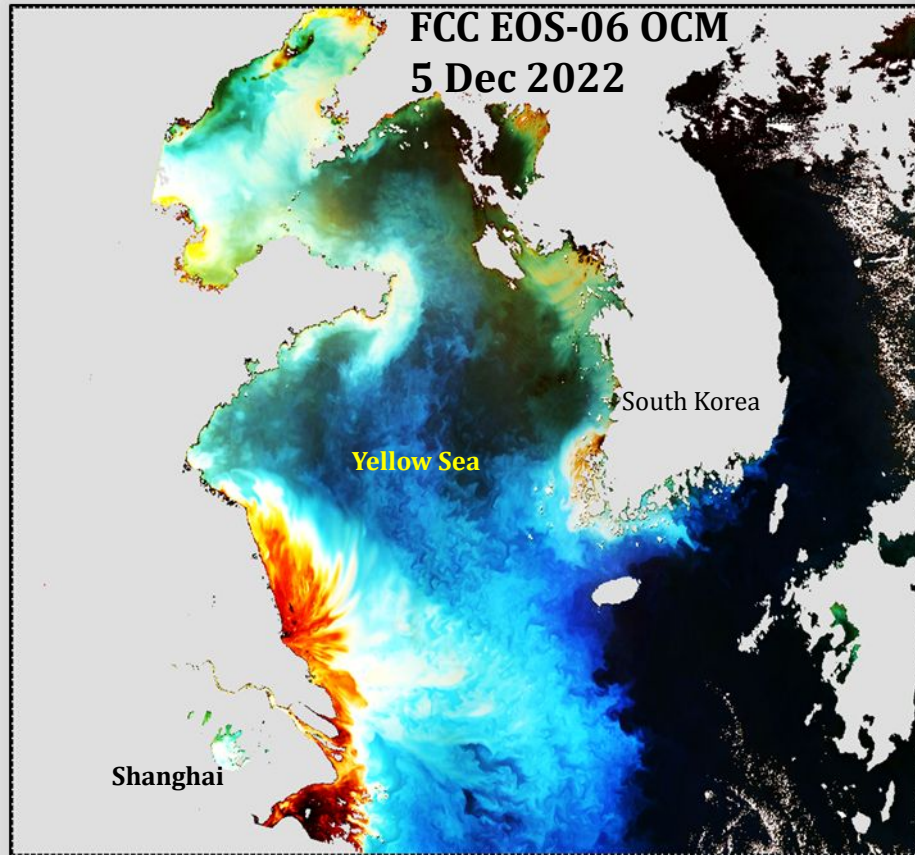 FCC EOS-06 OCM
5 Dec 2022
South Korea
Yellow Sea
Shanghai